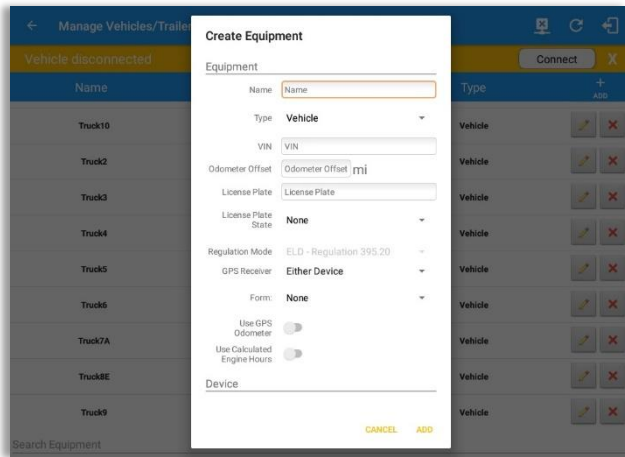 Manage Vehicles/Trailer
Vehicle disconnected
Connect
X
Name
Type
ADD
Truck10
Vehicle
Truck2
Vehicle
Truck3
Vehicle
Truck4
Vehicle
Truck5
Vehicle
Truck6
Vehicle
Truck7A
Vehicle
Truck8E
Vehicle
Truck9
Vehicle
Search Equipment
Create Equipment
Equipment
Name Name
Type Vehicle
VIN VIN
Odometer Offset Odometer Offset mi
License Plate License Plate
License Plate
State None
Regulation Mode ELD - Regulation 395.20
GPS Receiver Either Device
Form: None
Use GPS
Odometer
Use Calculated
Engine Hours
Device
CANCEL ADD